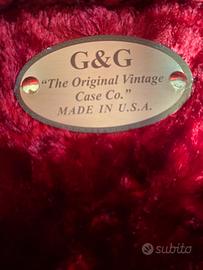 G&G
"The Original Vintage
Case Co."
MADE IN U.S.A.
subito